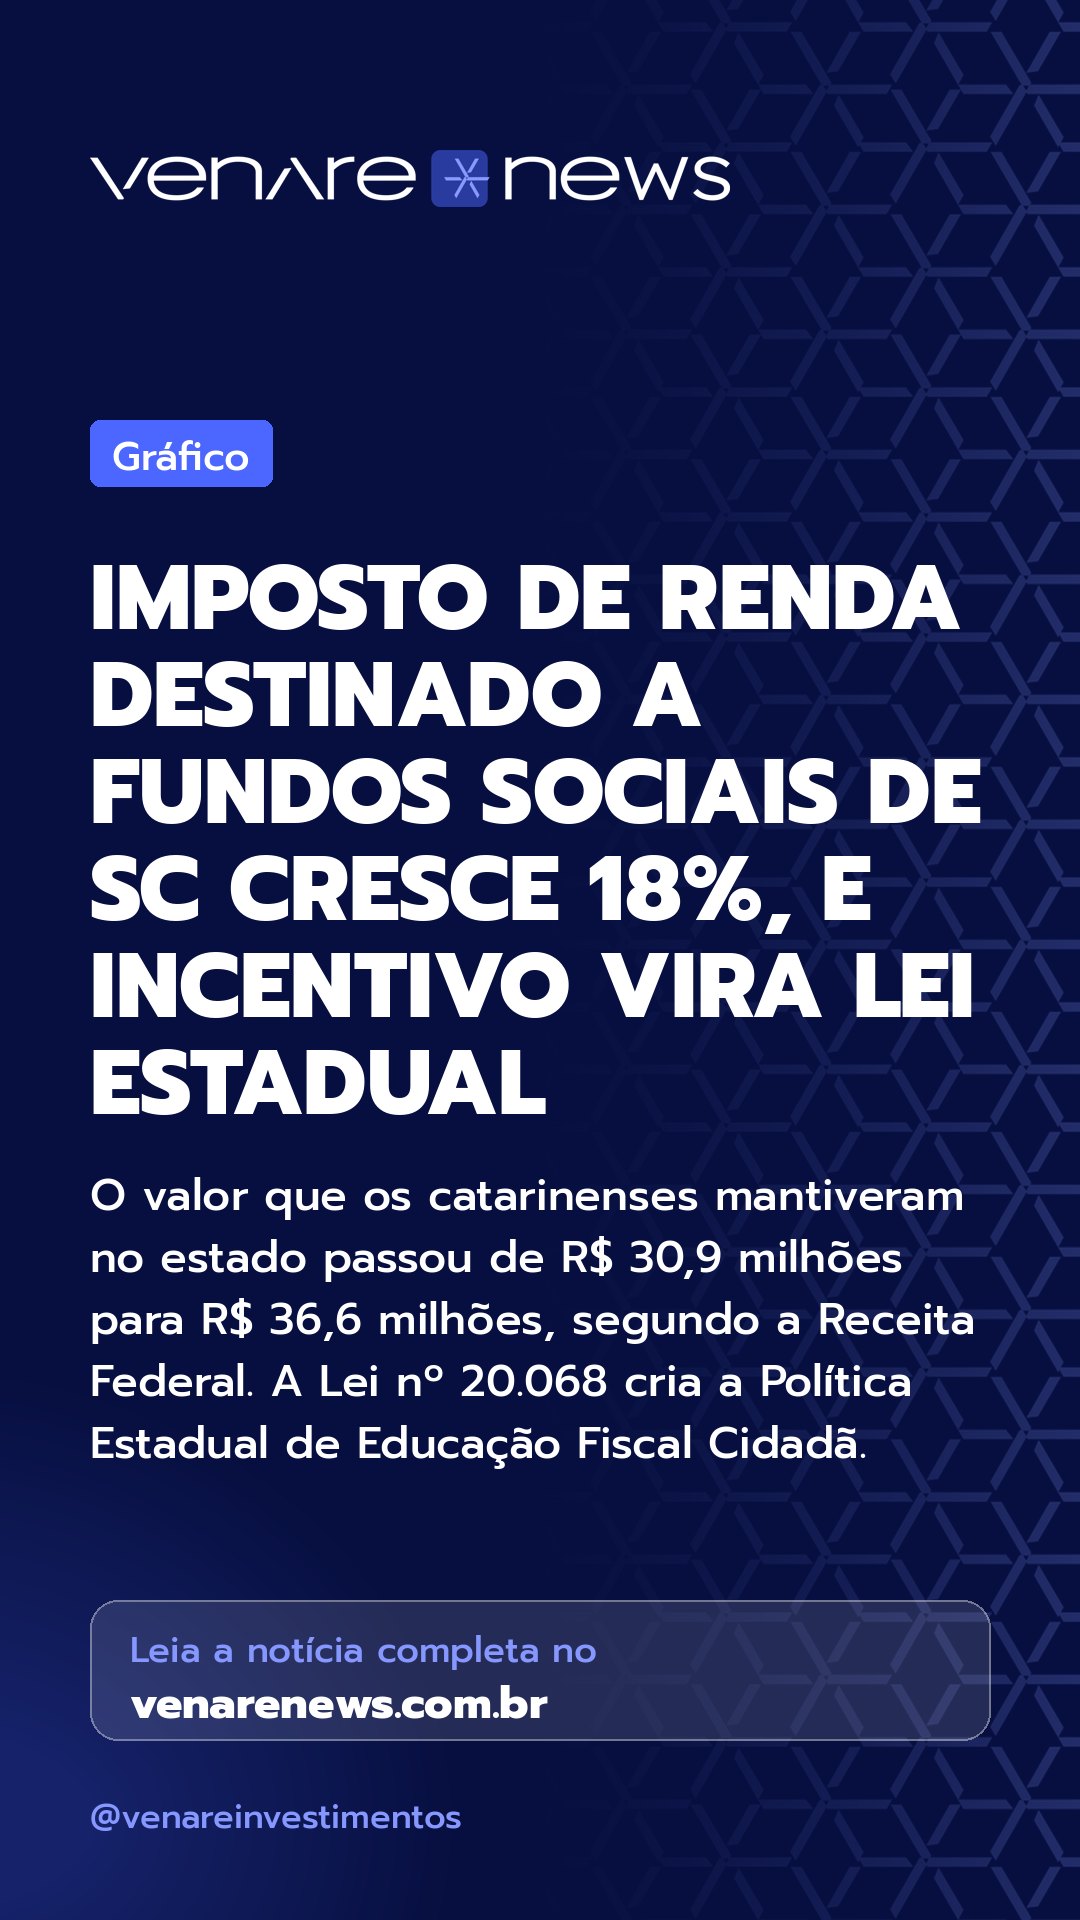 venare news
Gráfico
IMPOSTO DE RENDA
DESTINADO A
FUNDOS SOCIAIS DE
SC CRESCE 18%, E
INCENTIVO VIRA LEI
ESTADUAL
O valor que os catarinenses mantiveram
no estado passou de R$ 30,9 milhões
para R$ 36,6 milhões, segundo a Receita
Federal. A Lei nº 20.068 cria a Política
Estadual de Educação Fiscal Cidadã.
Leia a notícia completa no
venarenews.com.br
@venareinvestimentos